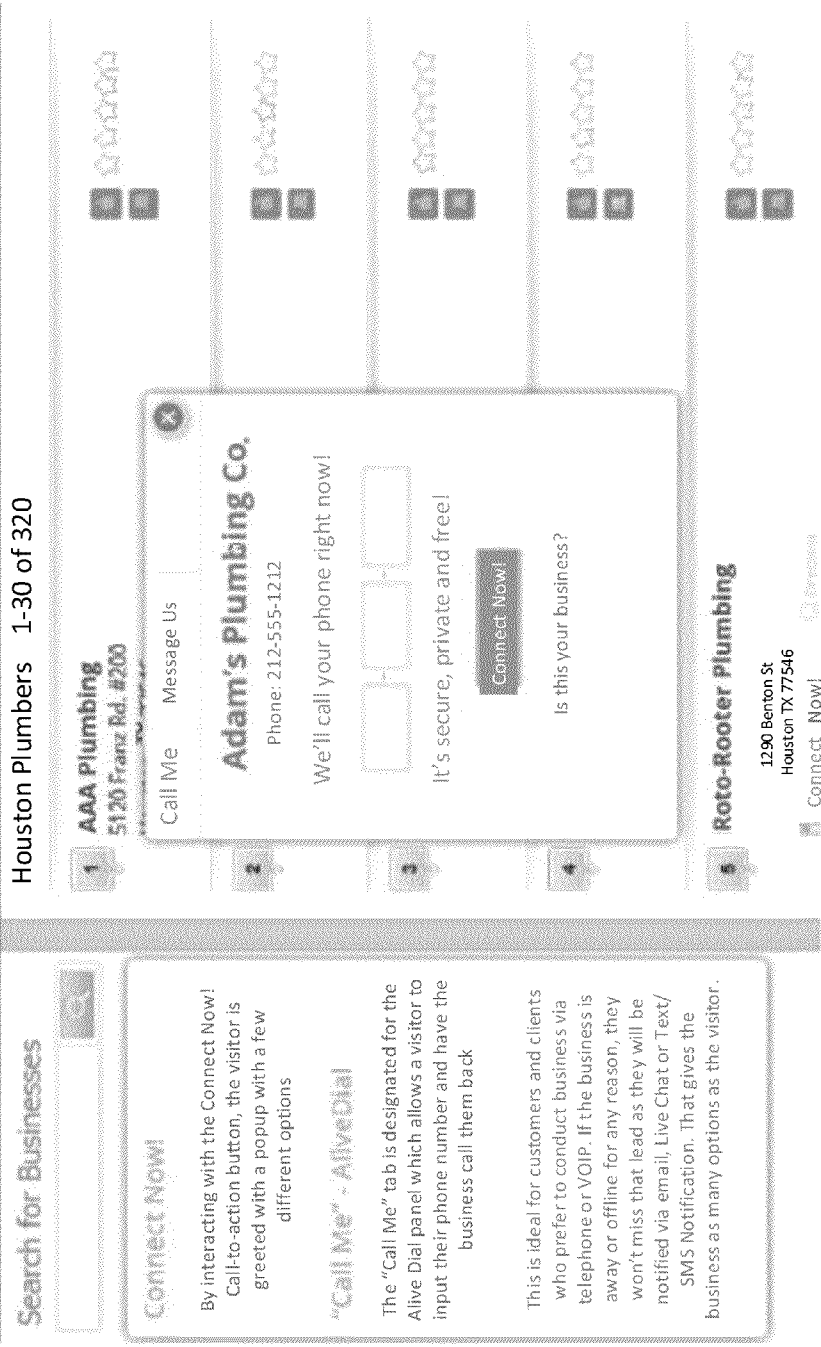 Search for Businesses
Connect Now!
By interacting with the Connect Now!
Call-to-action button, the visitor is
greeted with a popup with a few
different options
"Call Me" - AliveDial
The "Call Me" tab is designated for the
Alive Dial panel which allows a visitor to
input their phone number and have the
business call them back
This is ideal for customers and clients
who prefer to conduct business via
telephone or VOIP. If the business is
away or offline for any reason, they
won't miss that lead as they will be
notified via email, Live Chat or Text/
SMS Notification. That gives the
business as many options as the visitor.
Houston Plumbers 1-30 of 320
1
AAA Plumbing
5120 Franz Rd. #200
Call Me Message Us
X
Adam's Plumbing Co.
Phone: 212-555-1212
We'll call your phone right now!
- -
It's secure, private and free!
Connect Now!
Is this your business?
2
3
4
5
Roto-Rooter Plumbing
1290 Benton St
Houston TX 77546
Connect Now!